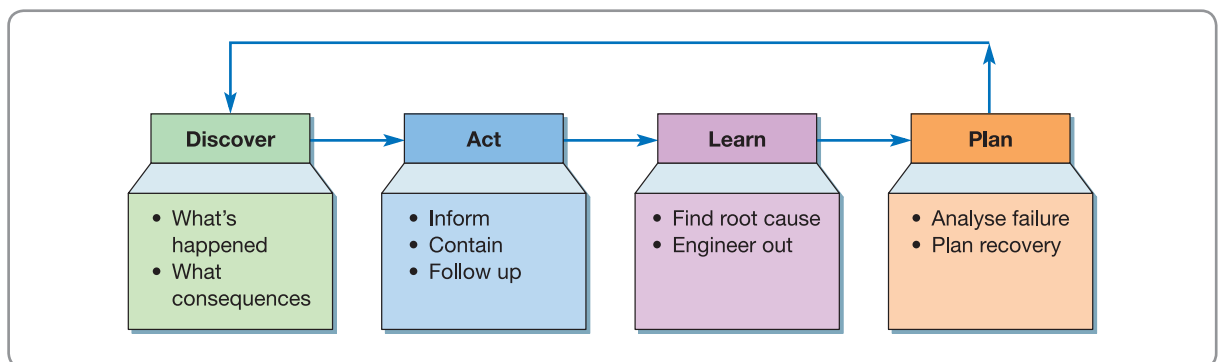 Discover
• What's
happened
• What
consequences
Act
• Inform
• Contain
• Follow up
Learn
• Find root cause
• Engineer out
Plan
• Analyse failure
• Plan recovery